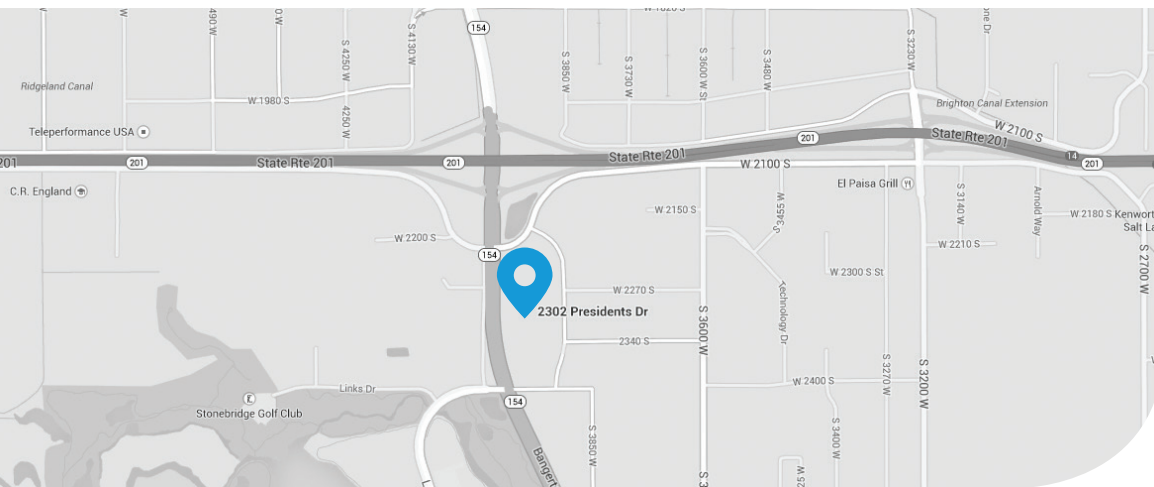 154
S 4250 W
S 4130 W
S 3850 W
S 3730 W
S 3600 W St
S 3480 W
S 3230 W
Ridgeland Canal
W 1980 S
4250 W
Brighton Canal Extension
W 2100 S
Teleperformance USA
201
State Rte 201
14
201
201
State Rte 201
201
State Rte 201
201
W 2100 S
C.R. England
El Paisa Grill
S 3455 W
S 3140 W
Arnold Way
W 2150 S
W 2180 S
W 2200 S
W 2210 S
154
S 2700 W
W 2300 S St
W 2270 S
2302 Presidents Dr
S 3600 W
2340 S
S 3270 W
S 3200 W
W 2400 S
Links Dr
154
Stonebridge Golf Club
S 3850 W
S 3400 W